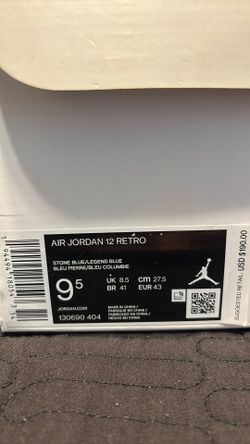 AIR JORDAN 12 RETRO
STONE BLUE/LEGEND BLUE
BLEU PIERRE/BLEU COLUMBIE
9.5
UK 8.5 cm 27.5
BR 41 EUR 43
JORDAN.COM
130690 404
MADE IN CHINA /
FABRIQUE EN CHINE /
FABRICADO EN CHINA /
HECHO EN CHINA
SUGGESTED RETAIL: USD $190.00